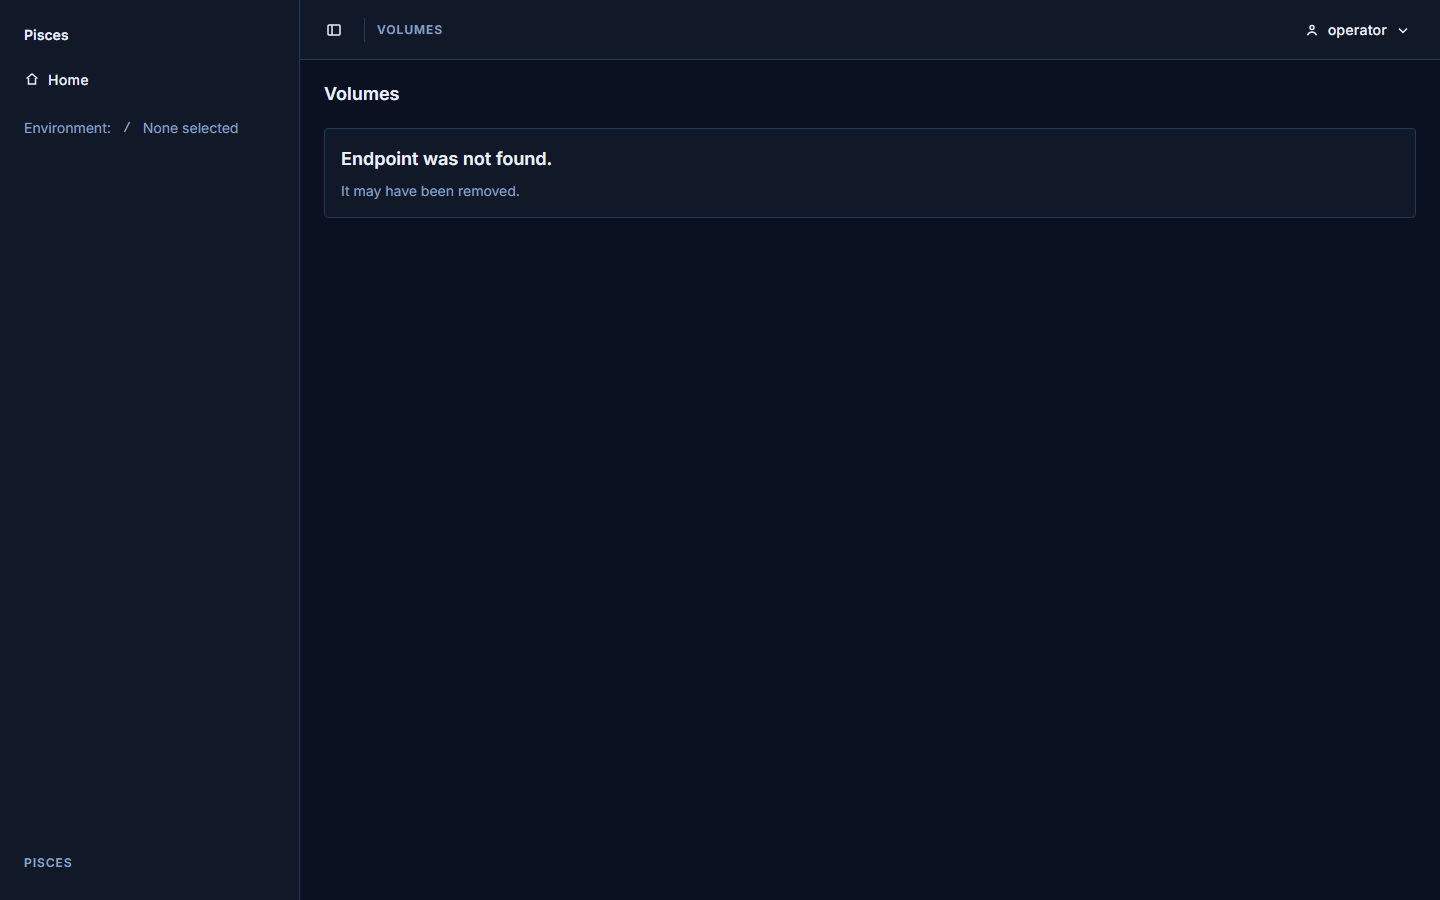 Pisces
Home
Environment: / None selected
PISCES
VOLUMES
operator
Volumes
Endpoint was not found.
It may have been removed.